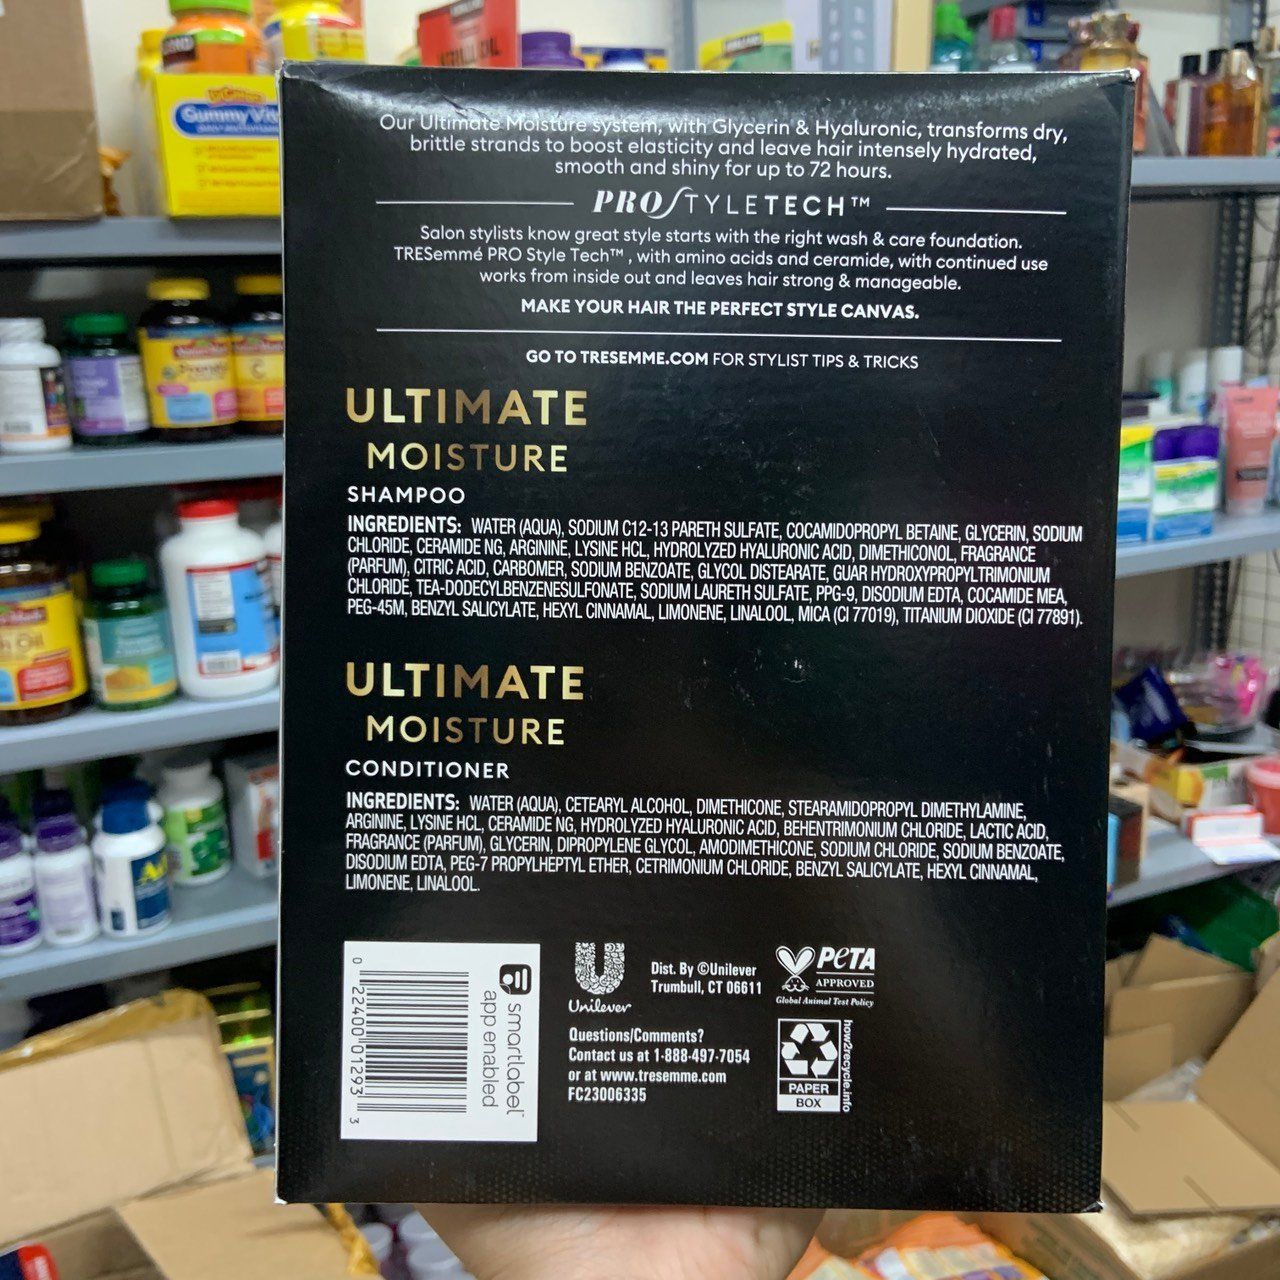 KRILL OIL
Gummy Vit
Our Ultimate Moisture system, with Glycerin & Hyaluronic, transforms dry,
brittle strands to boost elasticity and leave hair intensely hydrated,
smooth and shiny for up to 72 hours.
PRO STYLETECH™
Salon stylists know great style starts with the right wash & care foundation.
TRESemmé PRO Style Tech™ , with amino acids and ceramide, with continued use
works from inside out and leaves hair strong & manageable.
MAKE YOUR HAIR THE PERFECT STYLE CANVAS.
GO TO TRESEMME.COM FOR STYLIST TIPS & TRICKS
ULTIMATE
MOISTURE
SHAMPOO
INGREDIENTS: WATER (AQUA), SODIUM C12-13 PARETH SULFATE, COCAMIDOPROPYL BETAINE, GLYCERIN, SODIUM
CHLORIDE, CERAMIDE NG, ARGININE, LYSINE HCL, HYDROLYZED HYALURONIC ACID, DIMETHICONOL, FRAGRANCE
(PARFUM), CITRIC ACID, CARBOMER, SODIUM BENZOATE, GLYCOL DISTEARATE, GUAR HYDROXYPROPYLTRIMONIUM
CHLORIDE, TEA-DODECYLBENZENESULFONATE, SODIUM LAURETH SULFATE, PPG-9, DISODIUM EDTA, COCAMIDE MEA,
PEG-45M, BENZYL SALICYLATE, HEXYL CINNAMAL, LIMONENE, LINALOOL, MICA (CI 77019), TITANIUM DIOXIDE (CI 77891).
ULTIMATE
MOISTURE
CONDITIONER
INGREDIENTS: WATER (AQUA), CETEARYL ALCOHOL, DIMETHICONE, STEARAMIDOPROPYL DIMETHYLAMINE,
ARGININE, LYSINE HCL, CERAMIDE NG, HYDROLYZED HYALURONIC ACID, BEHENTRIMONIUM CHLORIDE, LACTIC ACID,
FRAGRANCE (PARFUM), GLYCERIN, DIPROPYLENE GLYCOL, AMODIMETHICONE, SODIUM CHLORIDE, SODIUM BENZOATE,
DISODIUM EDTA, PEG-7 PROPYLHEPTYL ETHER, CETRIMONIUM CHLORIDE, BENZYL SALICYLATE, HEXYL CINNAMAL,
LIMONENE, LINALOOL.
0 22400 01293 3
smartlabel™
app enabled
Unilever
Dist. By ©Unilever
Trumbull, CT 06611
Questions/Comments?
Contact us at 1-888-497-7054
or at www.tresemme.com
FC23006335
PETA
APPROVED
Global Animal Test Policy
PAPER
BOX
how2recycle.info